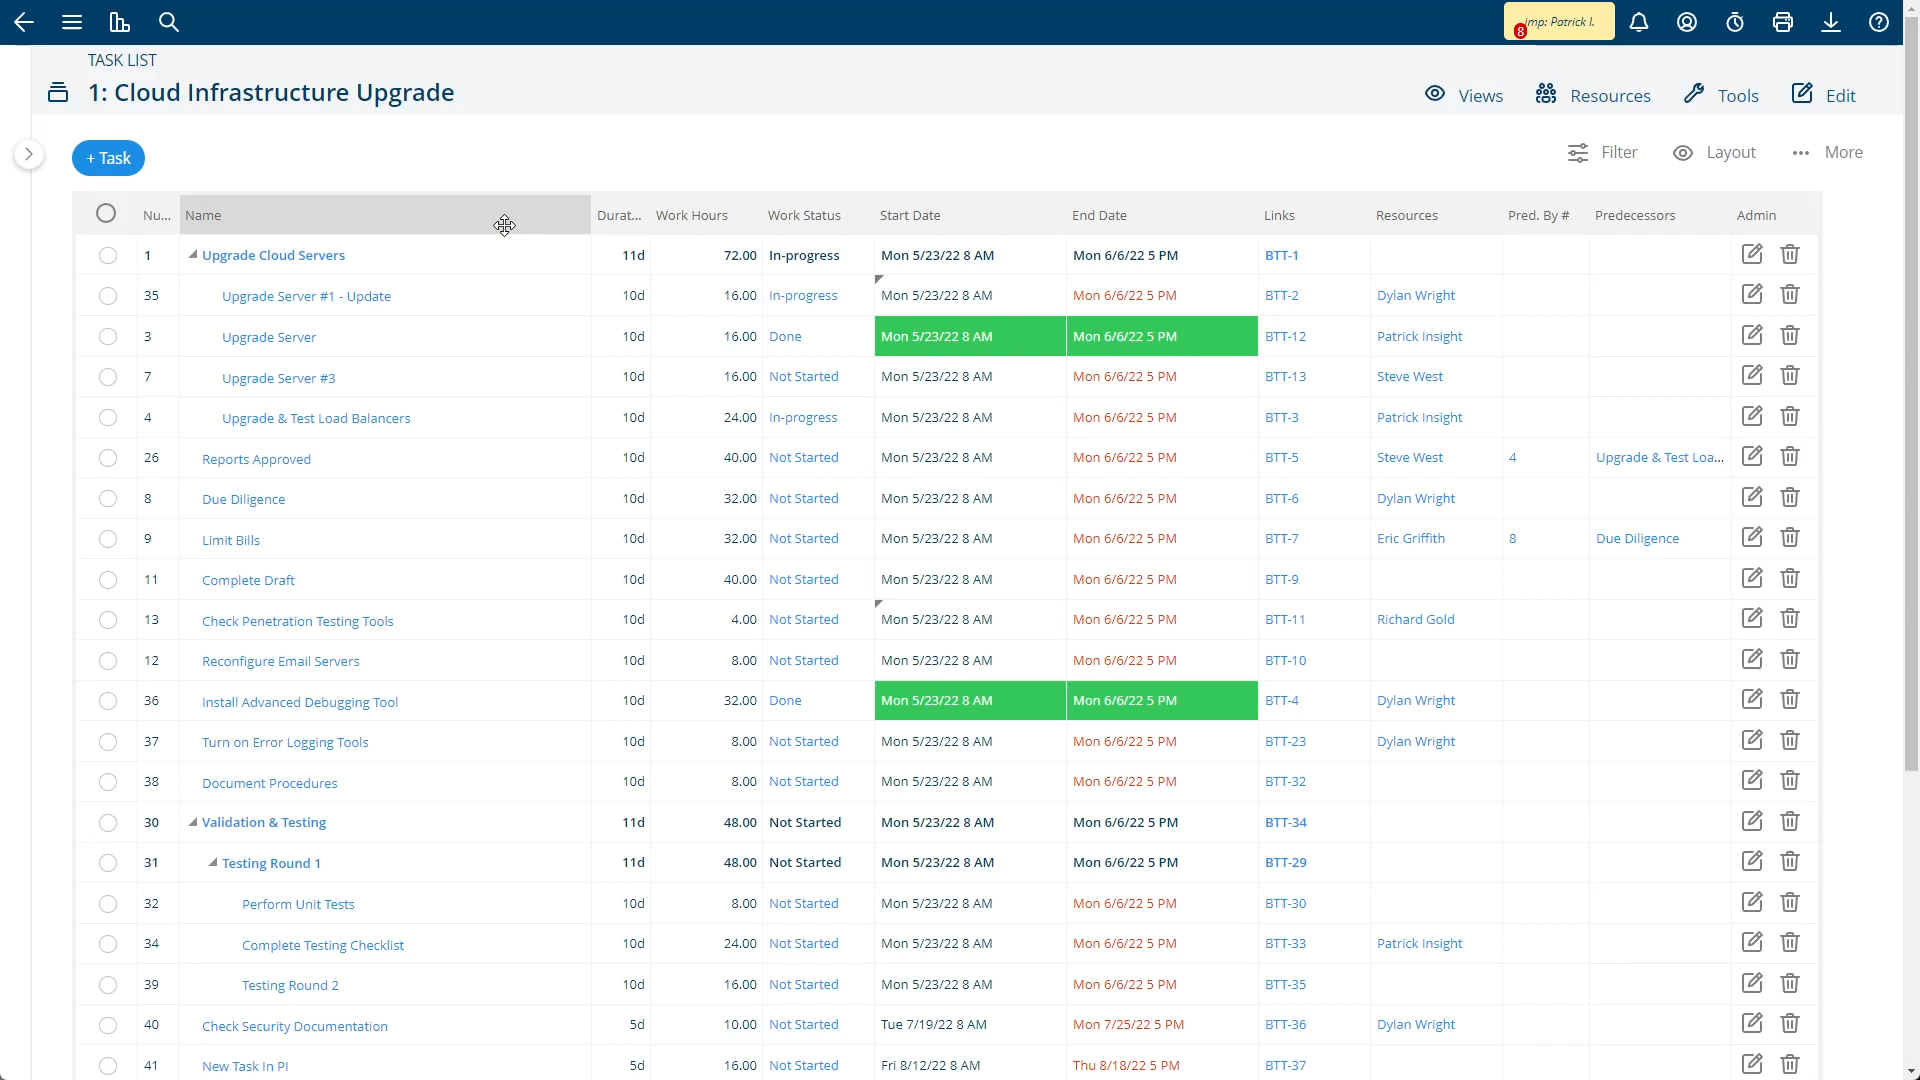 imp: Patrick I.
8
TASK LIST
1: Cloud Infrastructure Upgrade
Views Resources Tools Edit
+ Task
Filter Layout ... More
Nu... Name Durat... Work Hours Work Status Start Date End Date Links Resources Pred. By # Predecessors Admin
1 Upgrade Cloud Servers 11d 72.00 In-progress Mon 5/23/22 8 AM Mon 6/6/22 5 PM BTT-1
35 Upgrade Server #1 - Update 10d 16.00 In-progress Mon 5/23/22 8 AM Mon 6/6/22 5 PM BTT-2 Dylan Wright
3 Upgrade Server 10d 16.00 Done Mon 5/23/22 8 AM Mon 6/6/22 5 PM BTT-12 Patrick Insight
7 Upgrade Server #3 10d 16.00 Not Started Mon 5/23/22 8 AM Mon 6/6/22 5 PM BTT-13 Steve West
4 Upgrade & Test Load Balancers 10d 24.00 In-progress Mon 5/23/22 8 AM Mon 6/6/22 5 PM BTT-3 Patrick Insight
26 Reports Approved 10d 40.00 Not Started Mon 5/23/22 8 AM Mon 6/6/22 5 PM BTT-5 Steve West 4 Upgrade & Test Loa...
8 Due Diligence 10d 32.00 Not Started Mon 5/23/22 8 AM Mon 6/6/22 5 PM BTT-6 Dylan Wright
9 Limit Bills 10d 32.00 Not Started Mon 5/23/22 8 AM Mon 6/6/22 5 PM BTT-7 Eric Griffith 8 Due Diligence
11 Complete Draft 10d 40.00 Not Started Mon 5/23/22 8 AM Mon 6/6/22 5 PM BTT-9
13 Check Penetration Testing Tools 10d 4.00 Not Started Mon 5/23/22 8 AM Mon 6/6/22 5 PM BTT-11 Richard Gold
12 Reconfigure Email Servers 10d 8.00 Not Started Mon 5/23/22 8 AM Mon 6/6/22 5 PM BTT-10
36 Install Advanced Debugging Tool 10d 32.00 Done Mon 5/23/22 8 AM Mon 6/6/22 5 PM BTT-4 Dylan Wright
37 Turn on Error Logging Tools 10d 8.00 Not Started Mon 5/23/22 8 AM Mon 6/6/22 5 PM BTT-23 Dylan Wright
38 Document Procedures 10d 8.00 Not Started Mon 5/23/22 8 AM Mon 6/6/22 5 PM BTT-32
30 Validation & Testing 11d 48.00 Not Started Mon 5/23/22 8 AM Mon 6/6/22 5 PM BTT-34
31 Testing Round 1 11d 48.00 Not Started Mon 5/23/22 8 AM Mon 6/6/22 5 PM BTT-29
32 Perform Unit Tests 10d 8.00 Not Started Mon 5/23/22 8 AM Mon 6/6/22 5 PM BTT-30
34 Complete Testing Checklist 10d 24.00 Not Started Mon 5/23/22 8 AM Mon 6/6/22 5 PM BTT-33 Patrick Insight
39 Testing Round 2 10d 16.00 Not Started Mon 5/23/22 8 AM Mon 6/6/22 5 PM BTT-35
40 Check Security Documentation 5d 10.00 Not Started Tue 7/19/22 8 AM Mon 7/25/22 5 PM BTT-36 Dylan Wright
41 New Task In PI 5d 16.00 Not Started Fri 8/12/22 8 AM Thu 8/18/22 5 PM BTT-37